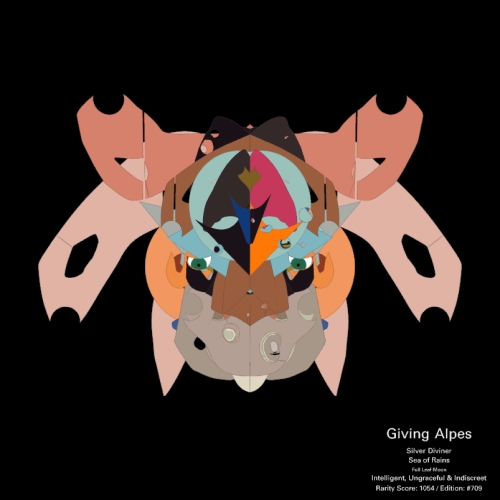 Giving Alpes
Silver Diviner
Sea of Rains
Full Leaf Moon
Intelligent, Ungraceful & Indiscreet
Rarity Score: 1054 / Edition: #709